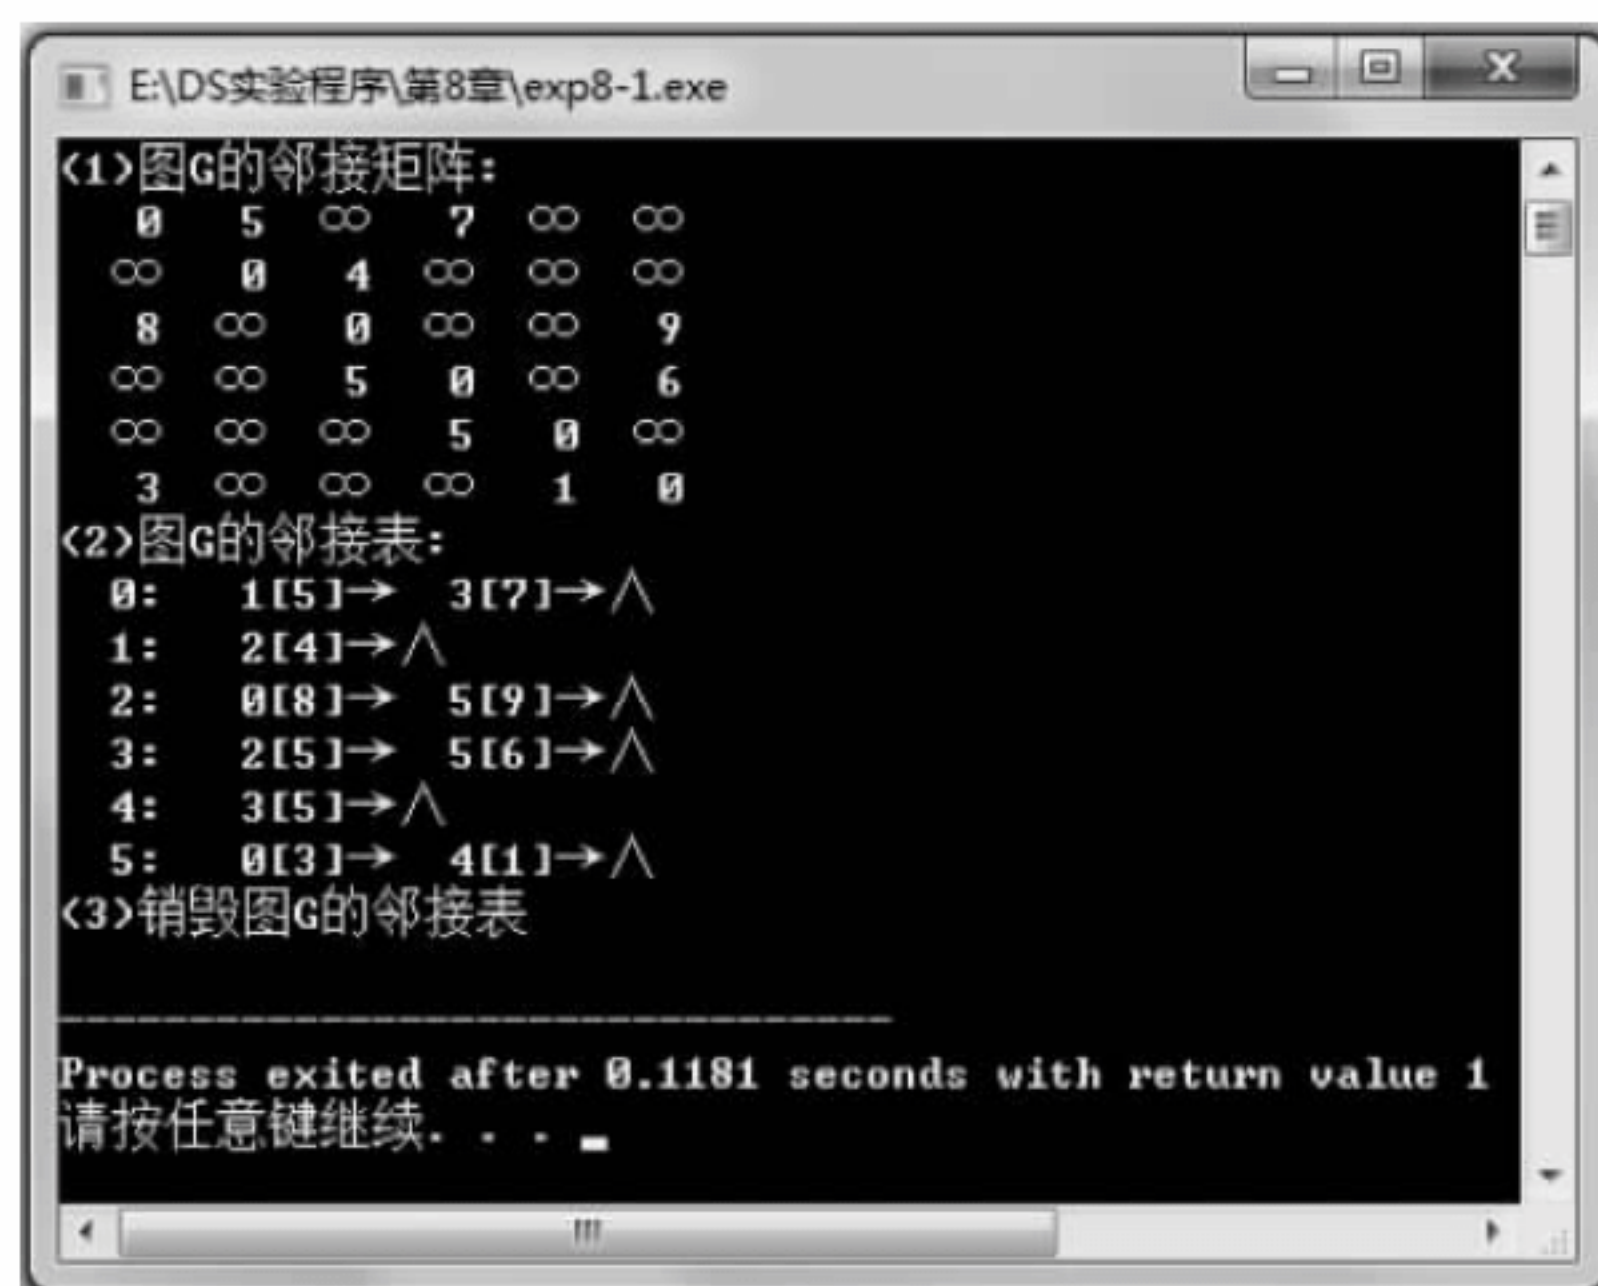 E:\DS实验程序\第8章\exp8-1.exe
(1)图G的邻接矩阵:
0 5 ∞ 7 ∞ ∞
∞ 0 4 ∞ ∞ ∞
8 ∞ 0 ∞ ∞ 9
∞ ∞ 5 0 ∞ 6
∞ ∞ ∞ 5 0 ∞
3 ∞ ∞ ∞ 1 0
(2)图G的邻接表:
0: 1[5]→ 3[7]→∧
1: 2[4]→∧
2: 0[8]→ 5[9]→∧
3: 2[5]→ 5[6]→∧
4: 3[5]→∧
5: 0[3]→ 4[1]→∧
(3)销毁图G的邻接表
--------------------------------
Process exited after 0.1181 seconds with return value 1
请按任意键继续. . .